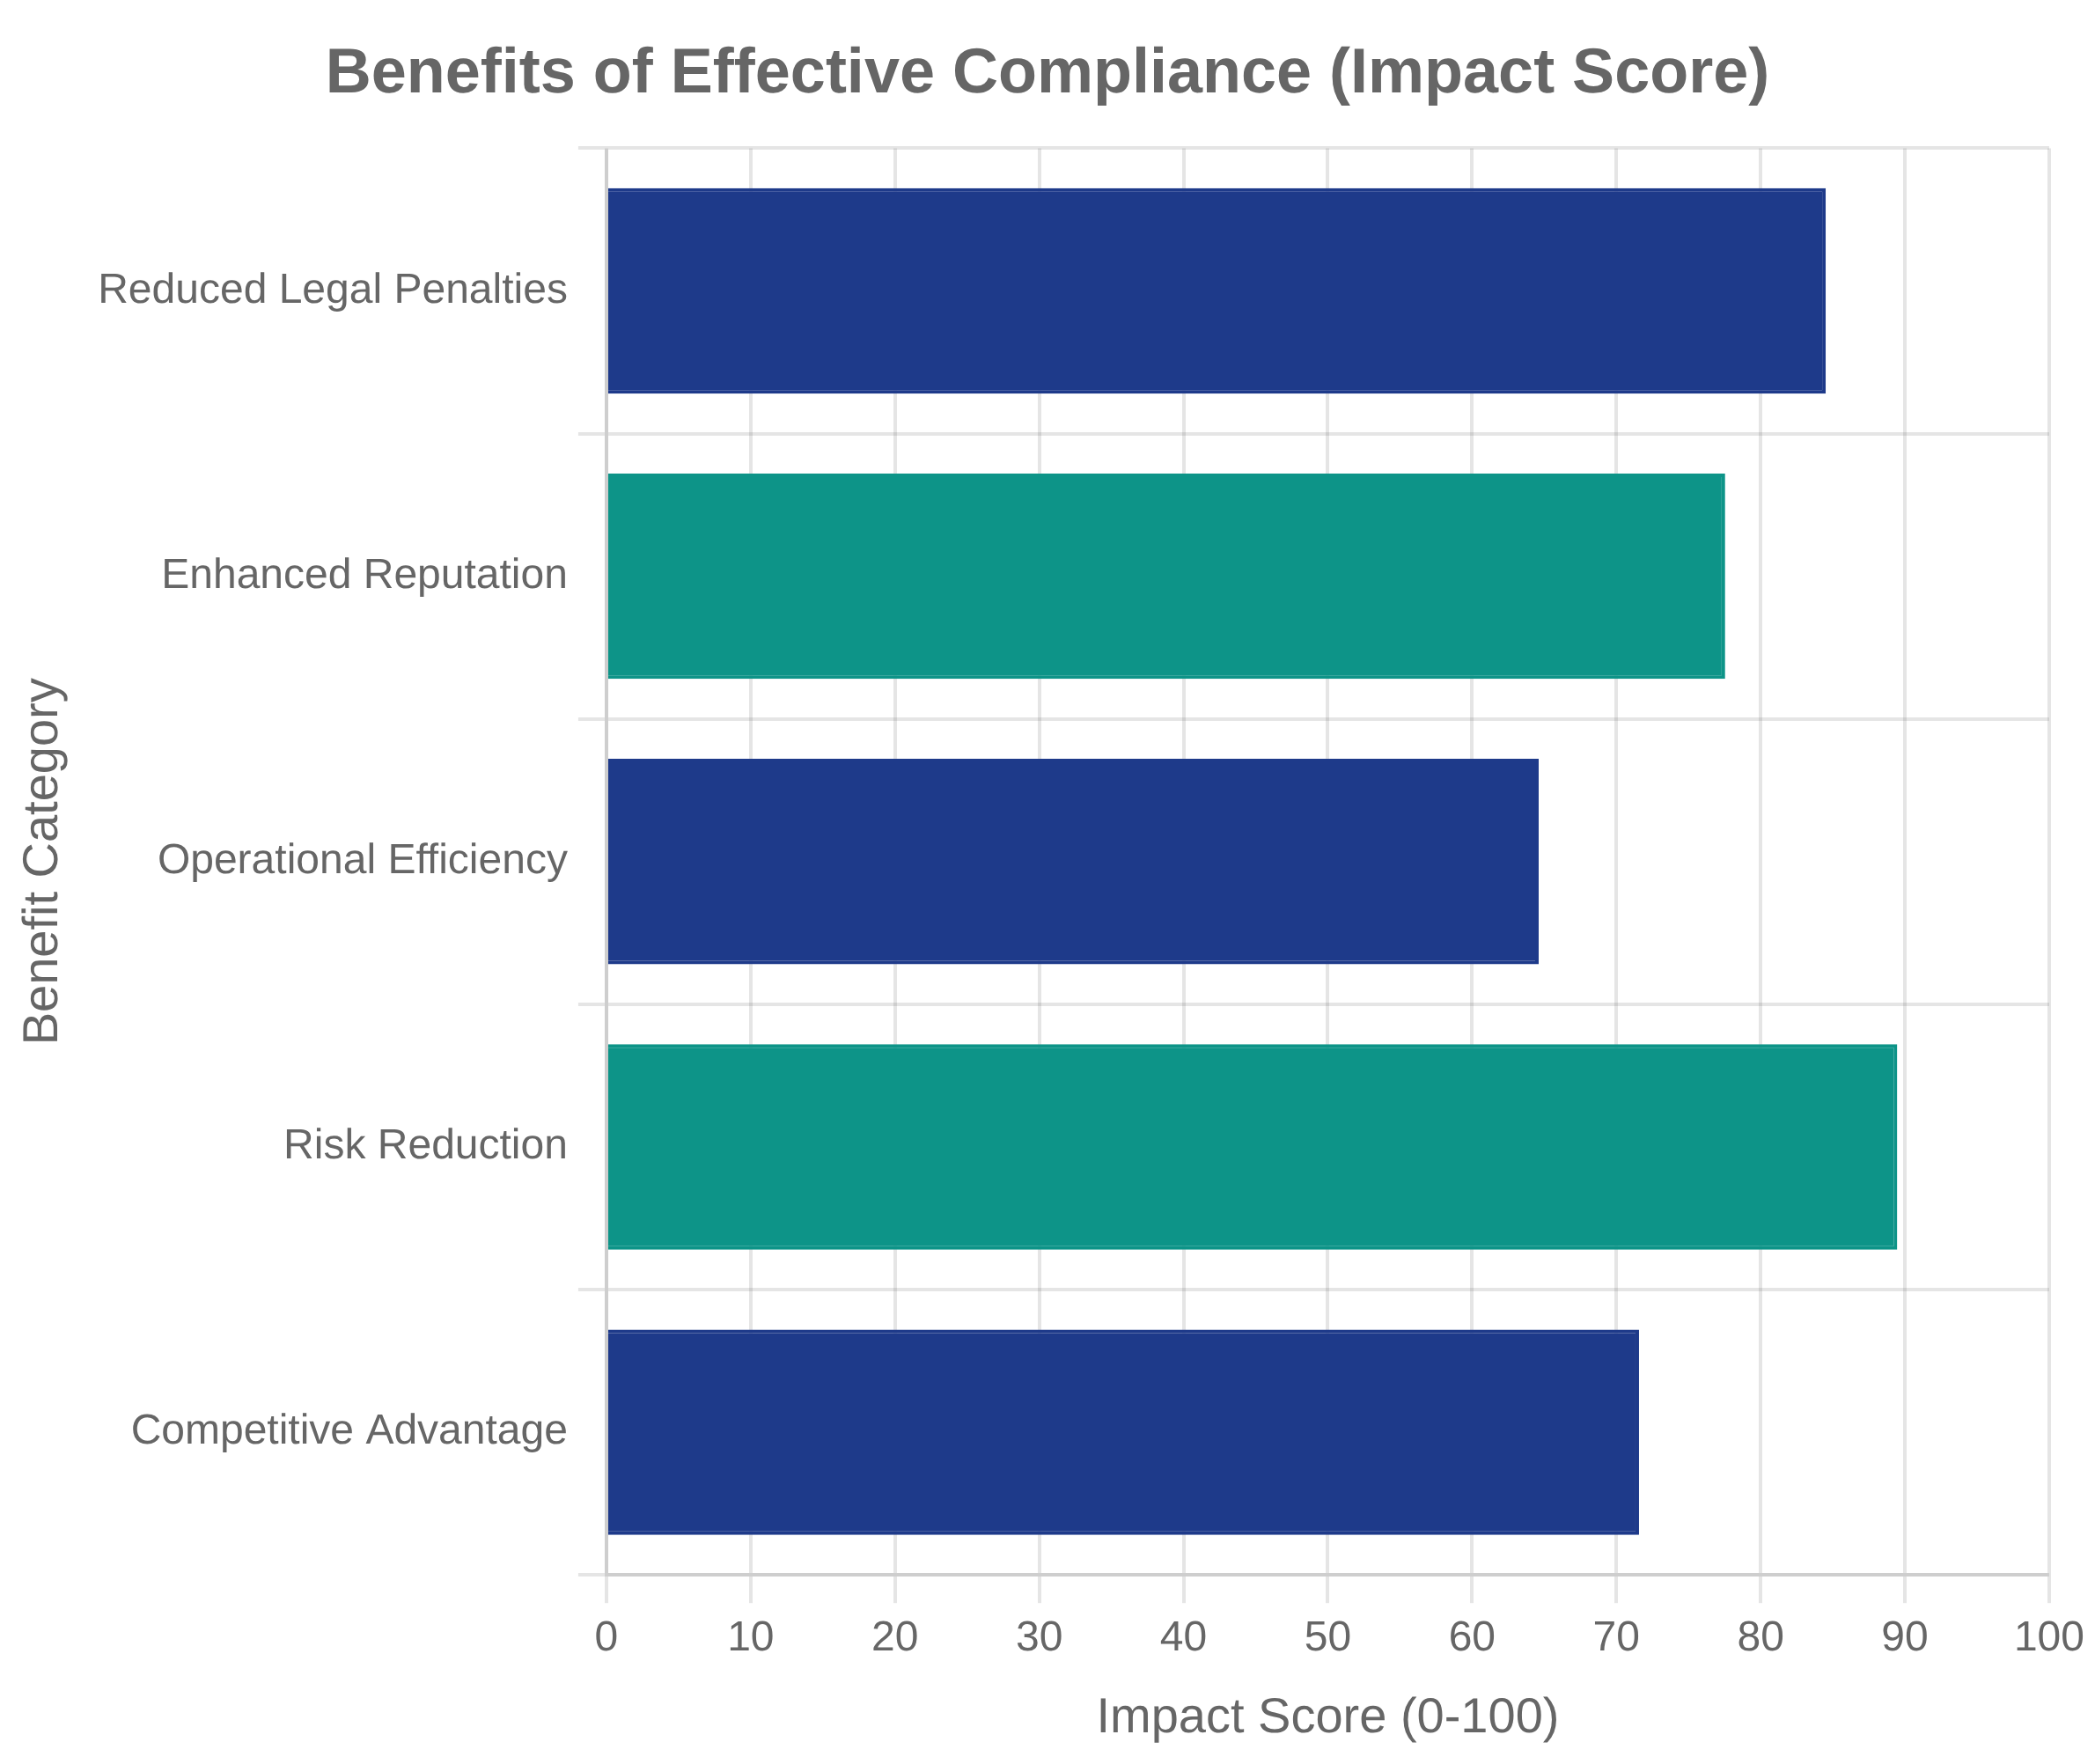 Benefits of Effective Compliance (Impact Score)
Benefit Category
Reduced Legal Penalties
Enhanced Reputation
Operational Efficiency
Risk Reduction
Competitive Advantage
0 10 20 30 40 50 60 70 80 90 100
Impact Score (0-100)